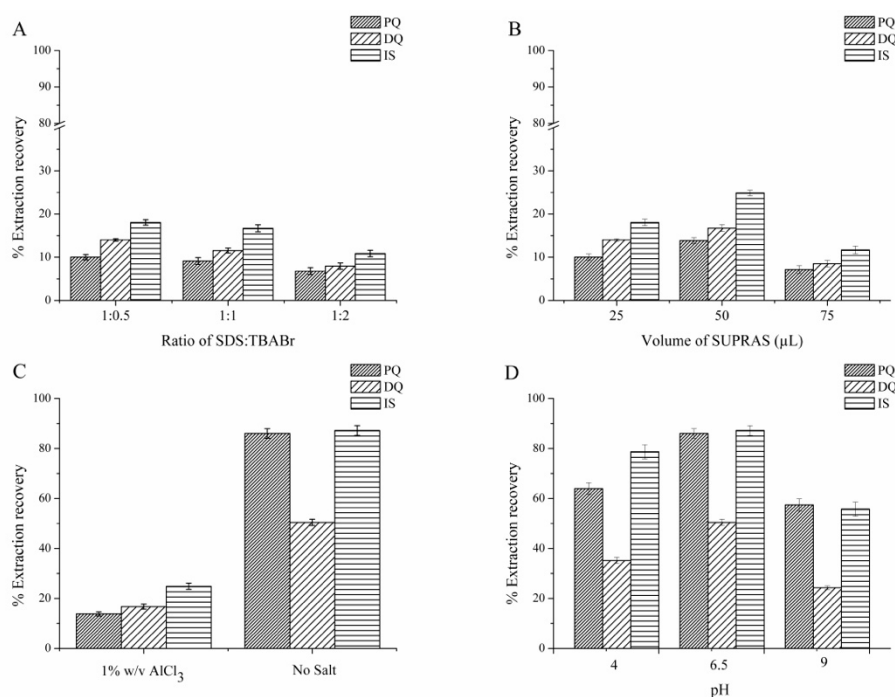 A
PQ
DQ
IS
100
90
80
30
20
10
0
% Extraction recovery
1:0.5 1:1 1:2
Ratio of SDS:TBABr
B
PQ
DQ
IS
100
90
80
30
20
10
0
% Extraction recovery
25 50 75
Volume of SUPRAS (µL)
C
PQ
DQ
IS
100
80
60
40
20
0
% Extraction recovery
1% w/v AlCl₃ No Salt
D
PQ
DQ
IS
100
80
60
40
20
0
% Extraction recovery
4 6.5 9
pH